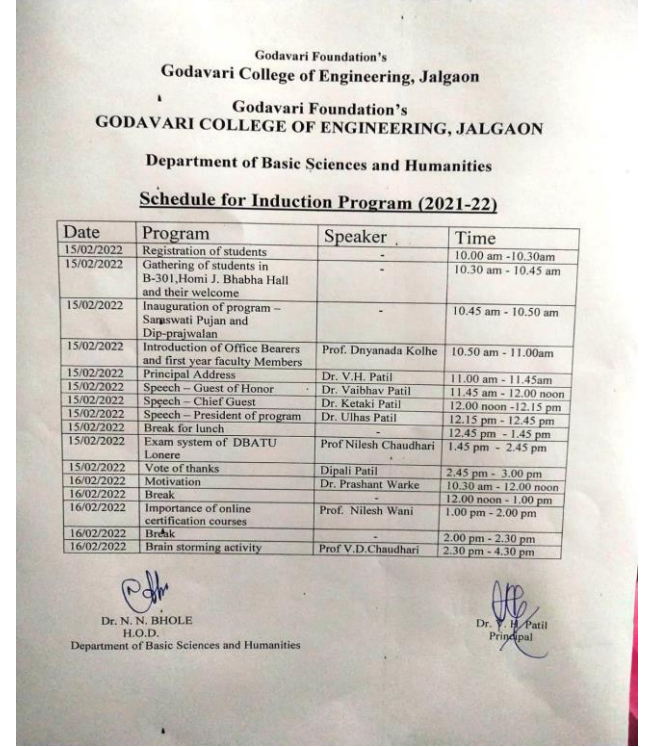 Godavari Foundation's
Godavari College of Engineering, Jalgaon
Godavari Foundation's
GODAVARI COLLEGE OF ENGINEERING, JALGAON
Department of Basic Sciences and Humanities
Schedule for Induction Program (2021-22)
Date Program Speaker Time
15/02/2022 Registration of students - 10.00 am -10.30am
15/02/2022 Gathering of students in - 10.30 am - 10.45 am
B-301,Homi J. Bhabha Hall
and their welcome
15/02/2022 Inauguration of program – - 10.45 am - 10.50 am
Saraswati Pujan and
Dip-prajwalan
15/02/2022 Introduction of Office Bearers Prof. Dnyanada Kolhe 10.50 am - 11.00am
and first year faculty Members
15/02/2022 Principal Address Dr. V.H. Patil 11.00 am - 11.45am
15/02/2022 Speech – Guest of Honor Dr. Vaibhav Patil 11.45 am - 12.00 noon
15/02/2022 Speech – Chief Guest Dr. Ketaki Patil 12.00 noon -12.15 pm
15/02/2022 Speech – President of program Dr. Ulhas Patil 12.15 pm - 12.45 pm
15/02/2022 Break for lunch - 12.45 pm - 1.45 pm
15/02/2022 Exam system of DBATU Prof Nilesh Chaudhari 1.45 pm - 2.45 pm
Lonere
15/02/2022 Vote of thanks Dipali Patil 2.45 pm - 3.00 pm
16/02/2022 Motivation Dr. Prashant Warke 10.30 am - 12.00 noon
16/02/2022 Break - 12.00 noon - 1.00 pm
16/02/2022 Importance of online Prof. Nilesh Wani 1.00 pm - 2.00 pm
certification courses
16/02/2022 Break - 2.00 pm - 2.30 pm
16/02/2022 Brain storming activity Prof V.D.Chaudhari 2.30 pm - 4.30 pm
Dr. N. N. BHOLE
H.O.D.
Department of Basic Sciences and Humanities
Dr. V. H. Patil
Principal